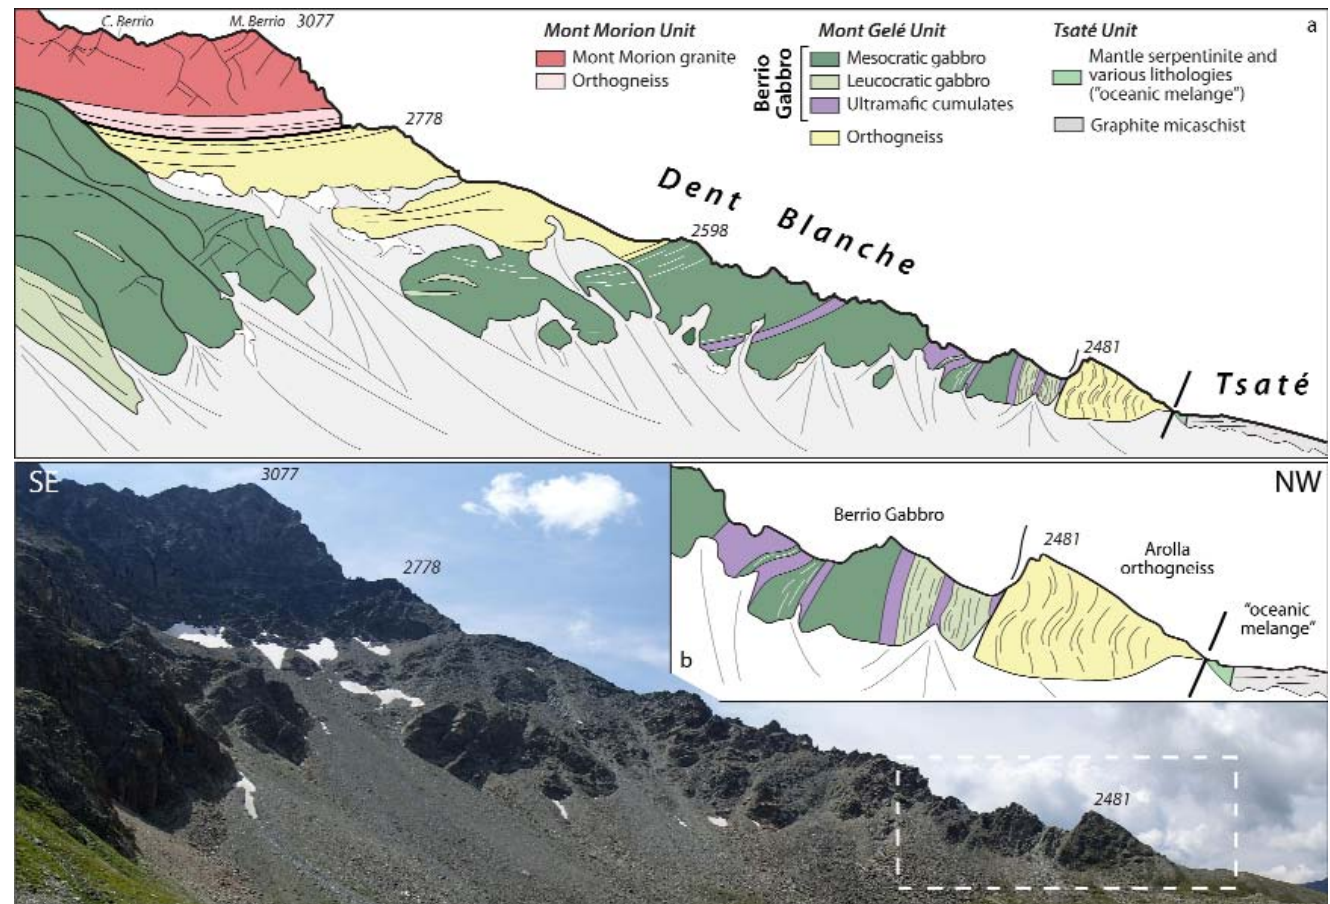 C. Berrio
M. Berrio
3077
2778
Mont Morion Unit
Mont Morion granite
Orthogneiss
Mont Gelé Unit
Berrio
Gabbro
Mesocratic gabbro
Leucocratic gabbro
Ultramafic cumulates
Orthogneiss
Tsaté Unit
Mantle serpentinite and
various lithologies
("oceanic melange")
Graphite micaschist
a
Dent Blanche
2598
2481
Tsaté
SE
3077
2778
2481
NW
Berrio Gabbro
2481
Arolla
orthogneiss
"oceanic
melange"
b